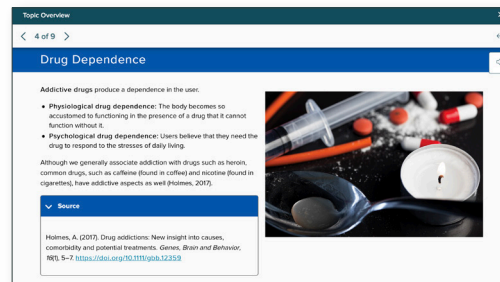 Topic Overview
4 of 9
Drug Dependence
Addictive drugs produce a dependence in the user.
• Physiological drug dependence: The body becomes so
accustomed to functioning in the presence of a drug that it cannot
function without it.
• Psychological drug dependence: Users believe that they need the
drug to respond to the stresses of daily living.
Although we generally associate addiction with drugs such as heroin,
common drugs, such as caffeine (found in coffee) and nicotine (found in
cigarettes), have addictive aspects as well (Holmes, 2017).
Source
Holmes, A. (2017). Drug addictions: New insight into causes,
comorbidity and potential treatments. Genes, Brain and Behavior,
16(1), 5–7. https://doi.org/10.1111/gbb.12359